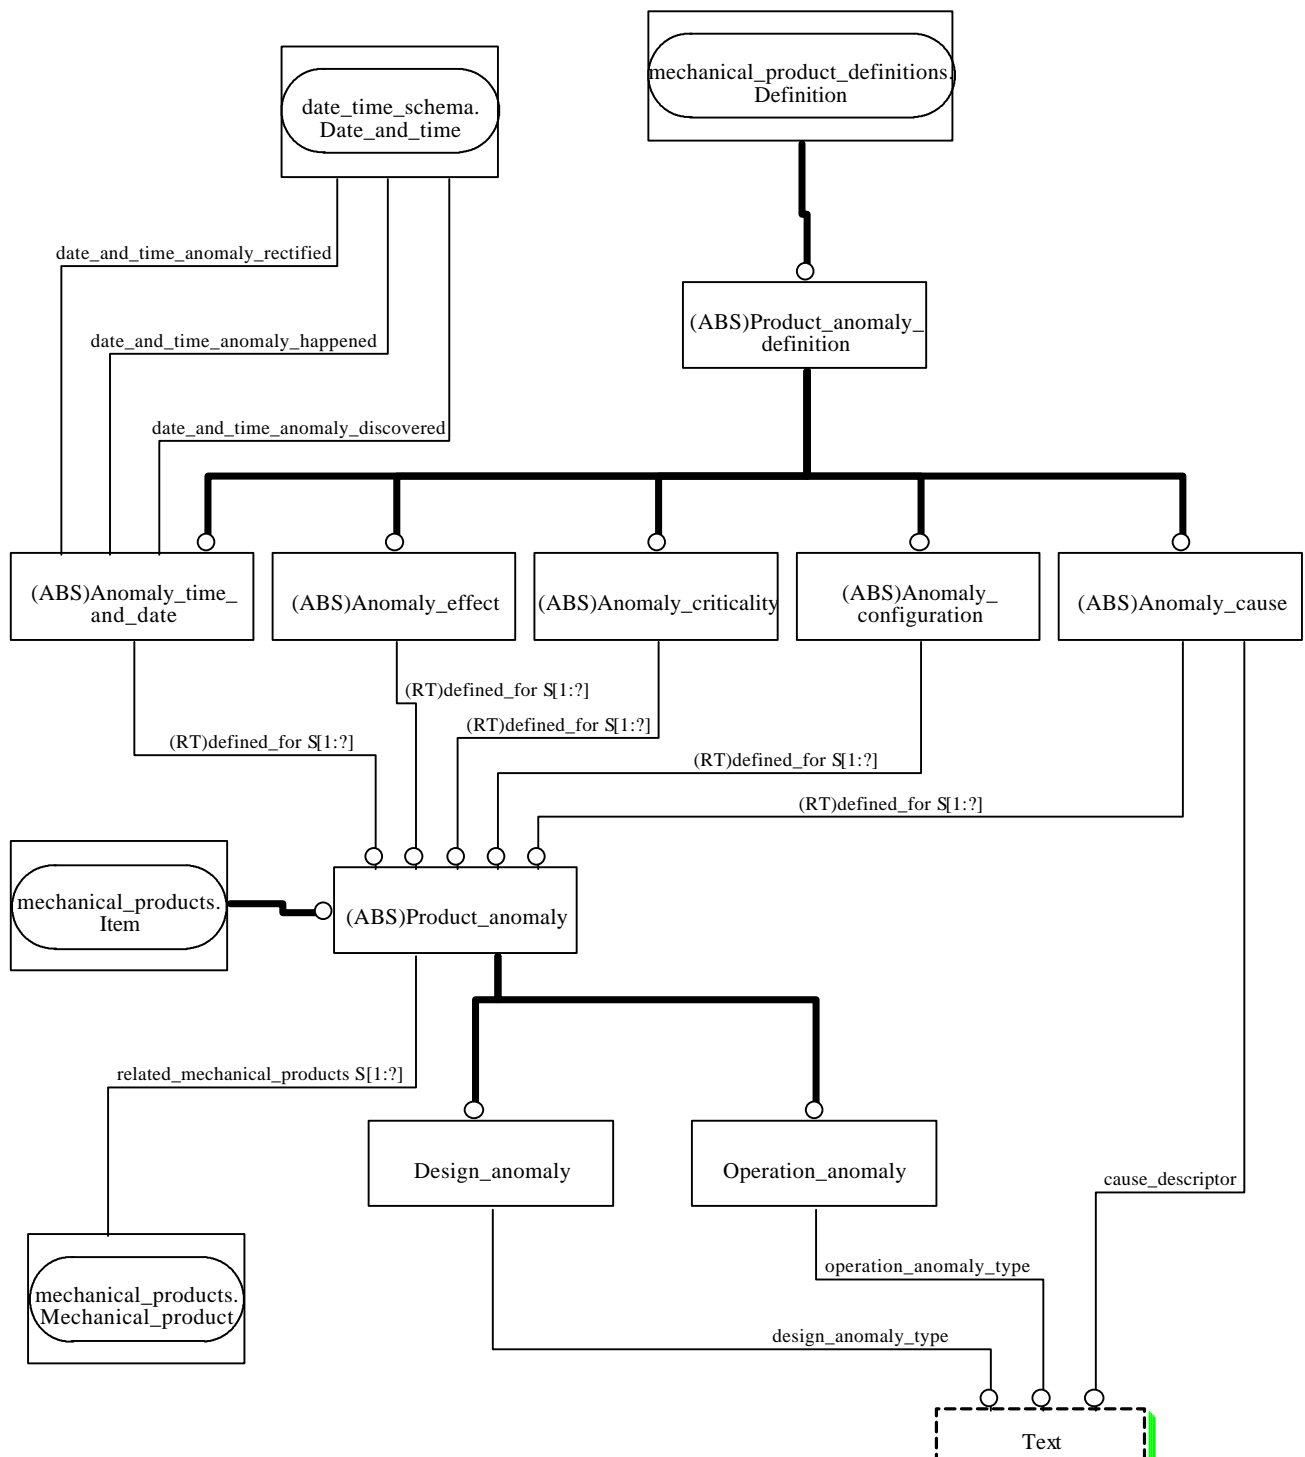 mechanical_product_definitions.
Definition
date_time_schema.
Date_and_time
date_and_time_anomaly_rectified
(ABS)Product_anomaly_
definition
date_and_time_anomaly_happened
date_and_time_anomaly_discovered
(ABS)Anomaly_time_
and_date
(ABS)Anomaly_effect
(ABS)Anomaly_criticality
(ABS)Anomaly_
configuration
(ABS)Anomaly_cause
(RT)defined_for S[1:?]
(RT)defined_for S[1:?]
(RT)defined_for S[1:?]
(RT)defined_for S[1:?]
(RT)defined_for S[1:?]
mechanical_products.
Item
(ABS)Product_anomaly
related_mechanical_products S[1:?]
Design_anomaly
Operation_anomaly
cause_descriptor
operation_anomaly_type
mechanical_products.
Mechanical_product
design_anomaly_type
Text